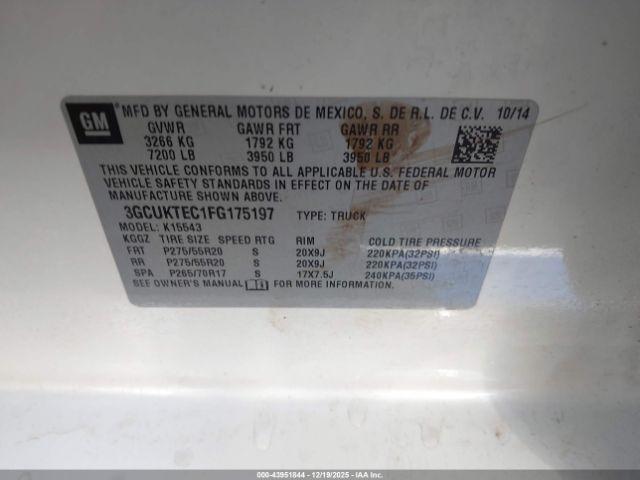 GM
MFD BY GENERAL MOTORS DE MEXICO, S. DE R.L. DE C.V. 10/14
GVWR GAWR FRT GAWR RR
3266 KG 1792 KG 1792 KG
7200 LB 3950 LB 3950 LB
THIS VEHICLE CONFORMS TO ALL APPLICABLE U.S. FEDERAL MOTOR
VEHICLE SAFETY STANDARDS IN EFFECT ON THE DATE OF
MANUFACTURE SHOWN ABOVE.
3GCUKTEC1FG175197 TYPE: TRUCK
MODEL: K15543
KGGZ TIRE SIZE SPEED RTG RIM COLD TIRE PRESSURE
FRT P275/55R20 S 20X9J 220KPA(32PSI)
RR P275/55R20 S 20X9J 220KPA(32PSI)
SPA P265/70R17 S 17X7.5J 240KPA(35PSI)
SEE OWNER'S MANUAL FOR MORE INFORMATION.
000-43951844 - 12/19/2025 - IAAI.COM